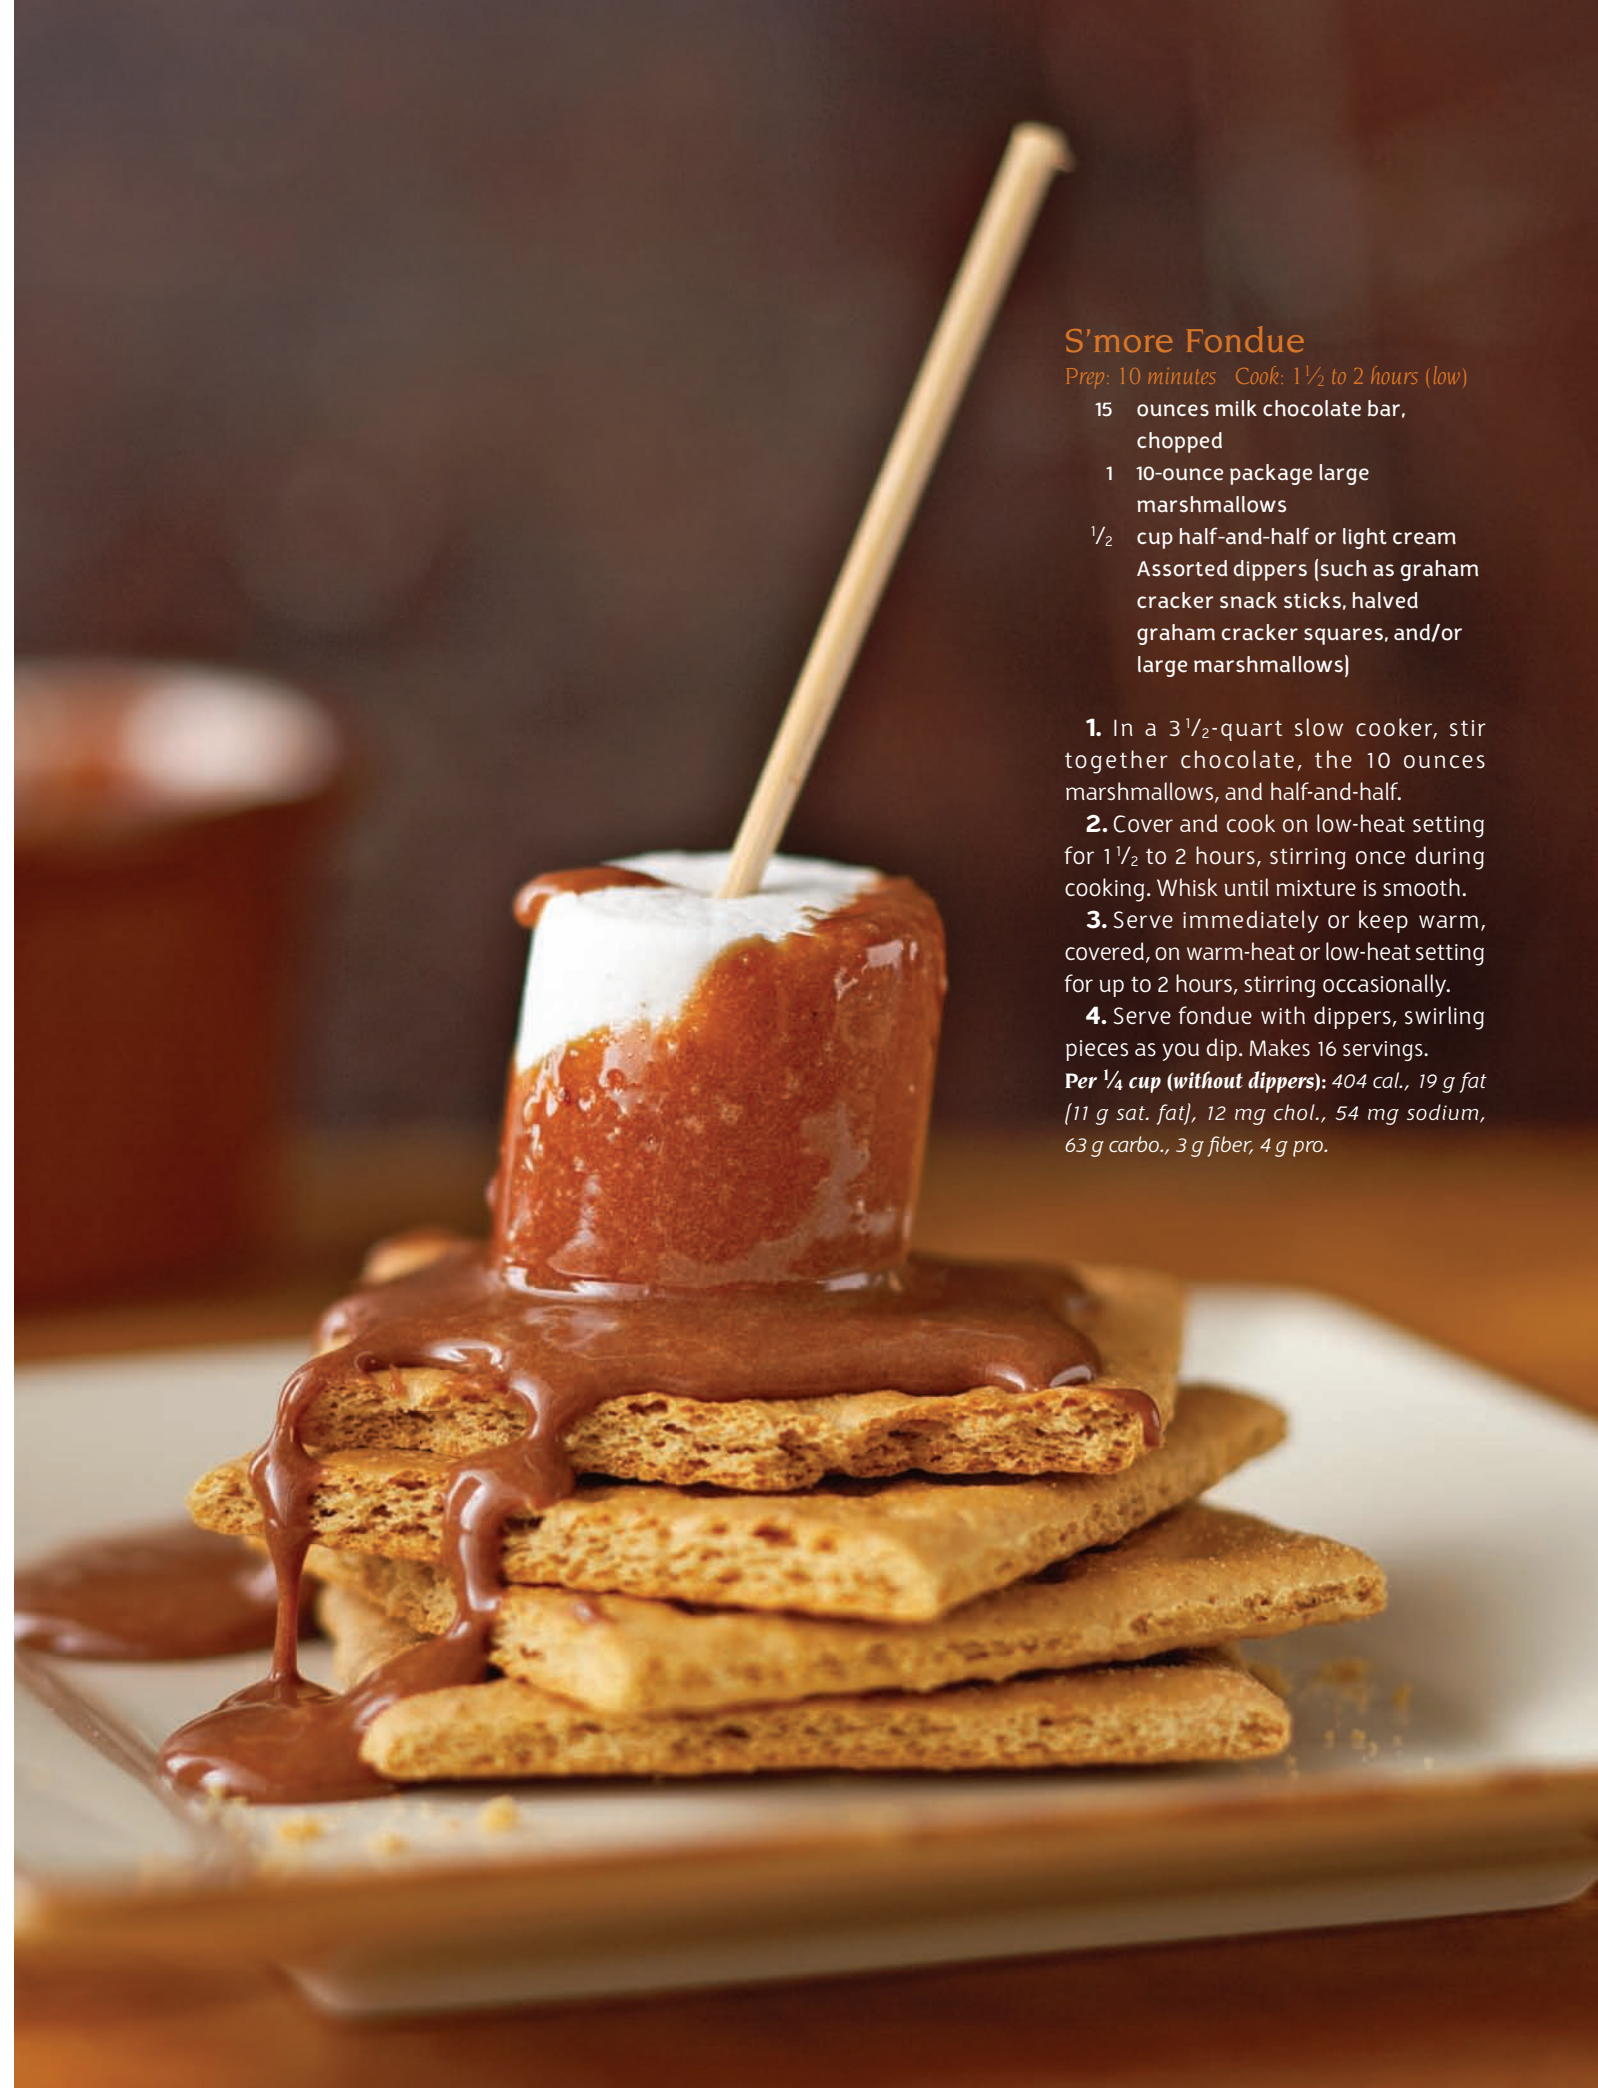 S'more Fondue
Prep: 10 minutes Cook: 1 1/2 to 2 hours (low)
15 ounces milk chocolate bar,
chopped
1 10-ounce package large
marshmallows
1/2 cup half-and-half or light cream
Assorted dippers (such as graham
cracker snack sticks, halved
graham cracker squares, and/or
large marshmallows)
1. In a 3 1/2-quart slow cooker, stir
together chocolate, the 10 ounces
marshmallows, and half-and-half.
2. Cover and cook on low-heat setting
for 1 1/2 to 2 hours, stirring once during
cooking. Whisk until mixture is smooth.
3. Serve immediately or keep warm,
covered, on warm-heat or low-heat setting
for up to 2 hours, stirring occasionally.
4. Serve fondue with dippers, swirling
pieces as you dip. Makes 16 servings.
Per 1/4 cup (without dippers): 404 cal., 19 g fat
(11 g sat. fat), 12 mg chol., 54 mg sodium,
63 g carbo., 3 g fiber, 4 g pro.